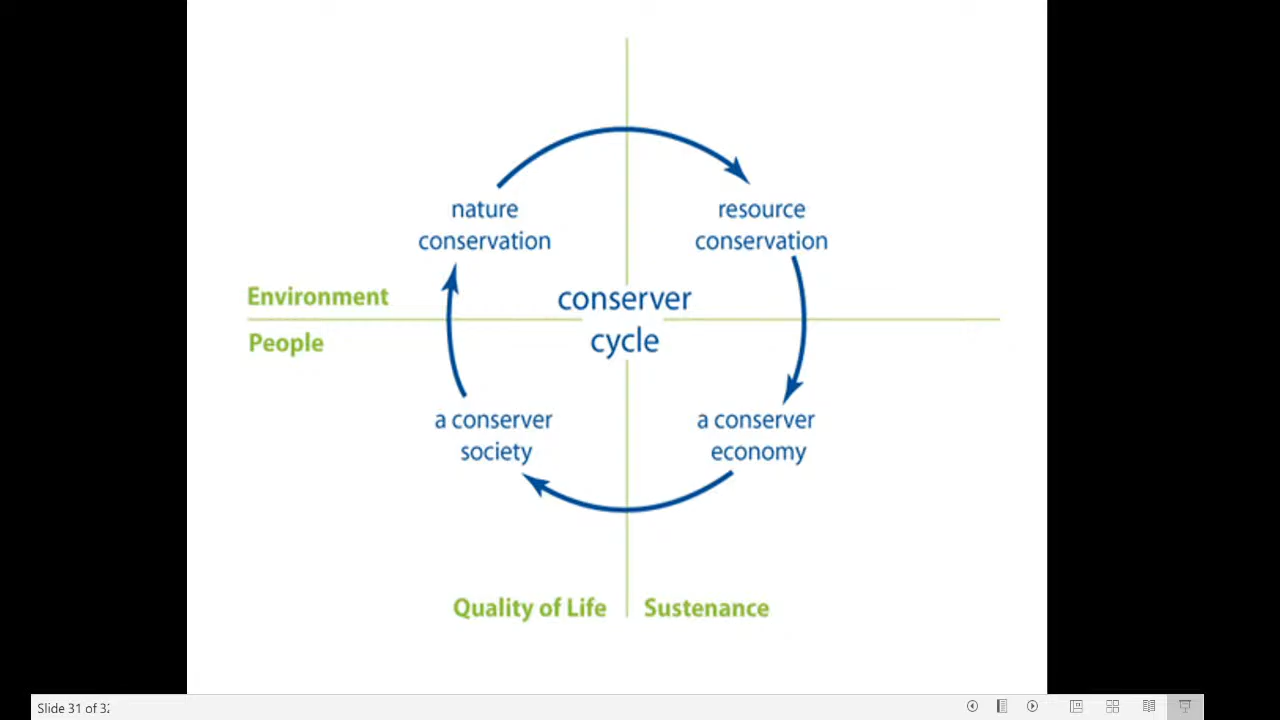 nature
conservation
resource
conservation
Environment
People
conserver
cycle
a conserver
society
a conserver
economy
Quality of Life
Sustenance
Slide 31 of 32